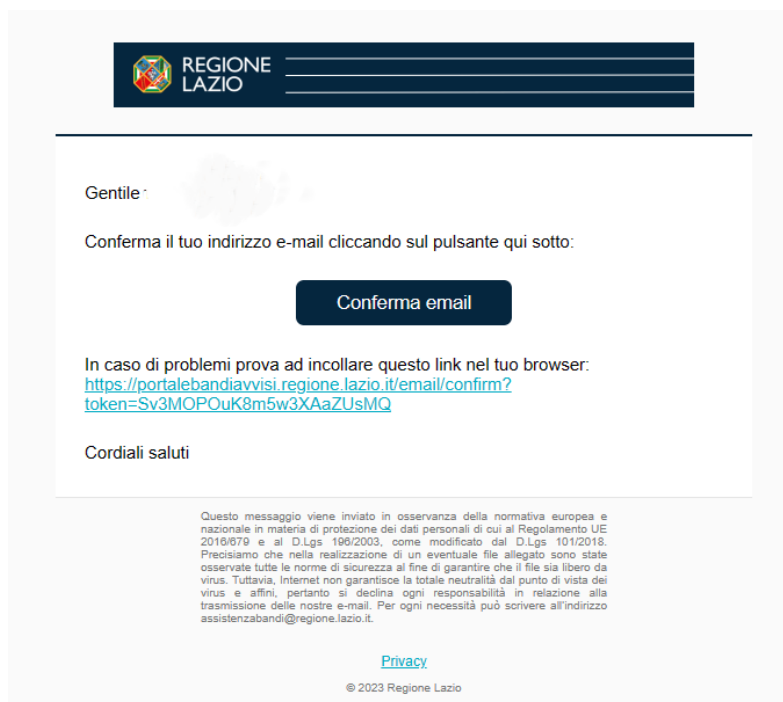 REGIONE
LAZIO
Gentile
Conferma il tuo indirizzo e-mail cliccando sul pulsante qui sotto:
Conferma email
In caso di problemi prova ad incollare questo link nel tuo browser:
https://portalebandiavvisi.regione.lazio.it/email/confirm?
token=Sv3MOPOuK8m5w3XAaZUsMQ
Cordiali saluti
Questo messaggio viene inviato in osservanza della normativa europea e
nazionale in materia di protezione dei dati personali di cui al Regolamento UE
2016/679 e al D.Lgs 196/2003, come modificato dal D.Lgs 101/2018.
Precisiamo che nella realizzazione di un eventuale file allegato sono state
osservate tutte le norme di sicurezza al fine di garantire che il file sia libero da
virus. Tuttavia, Internet non garantisce la totale neutralità dal punto di vista dei
virus e affini, pertanto si declina ogni responsabilità in relazione alla
trasmissione delle nostre e-mail. Per ogni necessità può scrivere all'indirizzo
assistenzabandi@regione.lazio.it.
Privacy
© 2023 Regione Lazio